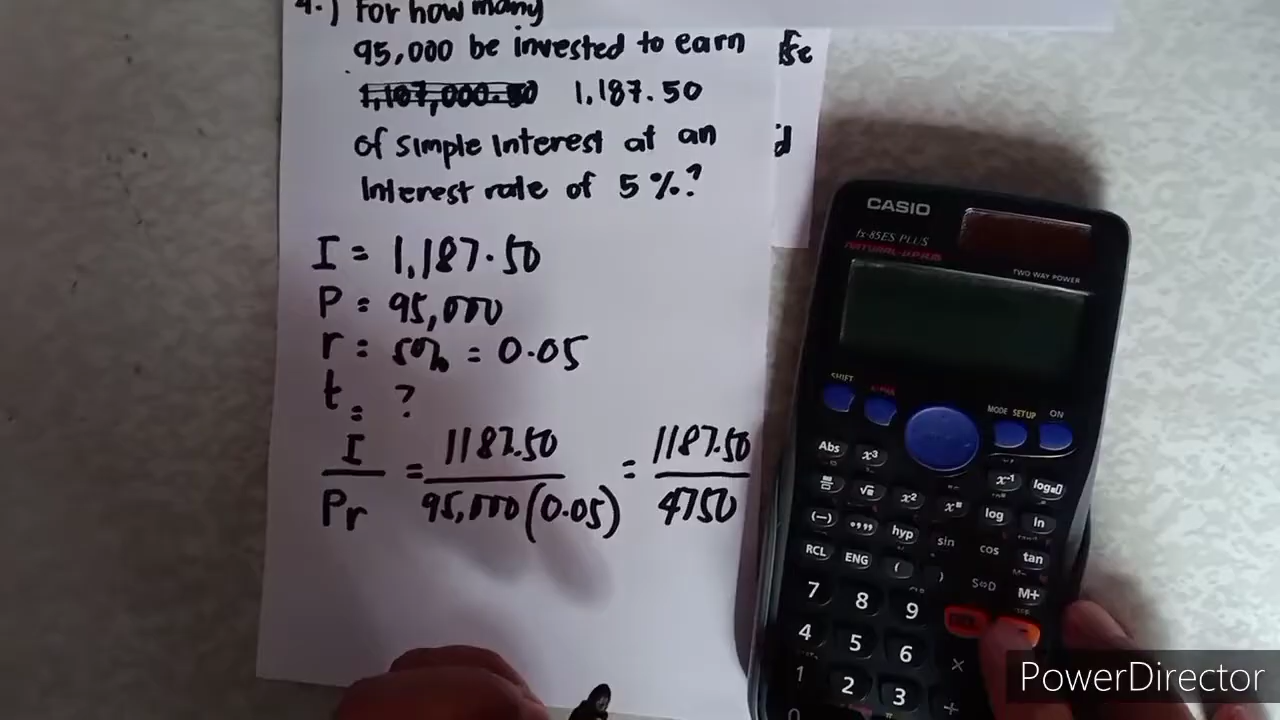 4.) For how many
95,000 be invested to earn
1,187.50
of simple Interest at an
Interest rate of 5%?
I = 1,187.50
P = 95,000
r = 5% = 0.05
t = ?
I/Pr = 1187.50/95,000(0.05) = 1187.50/4750
CASIO
fx-85ES PLUS
NATURAL-V.P.A.M.
TWO WAY POWER
SHIFT ALPHA MODE SETUP ON
Abs x³ x⁻¹ log
√ x² log ln
(−) °,,, hyp sin cos tan
RCL ENG ( ) S⇔D M+
7 8 9
4 5 6 ×
1 2 3 +
0
PowerDirector